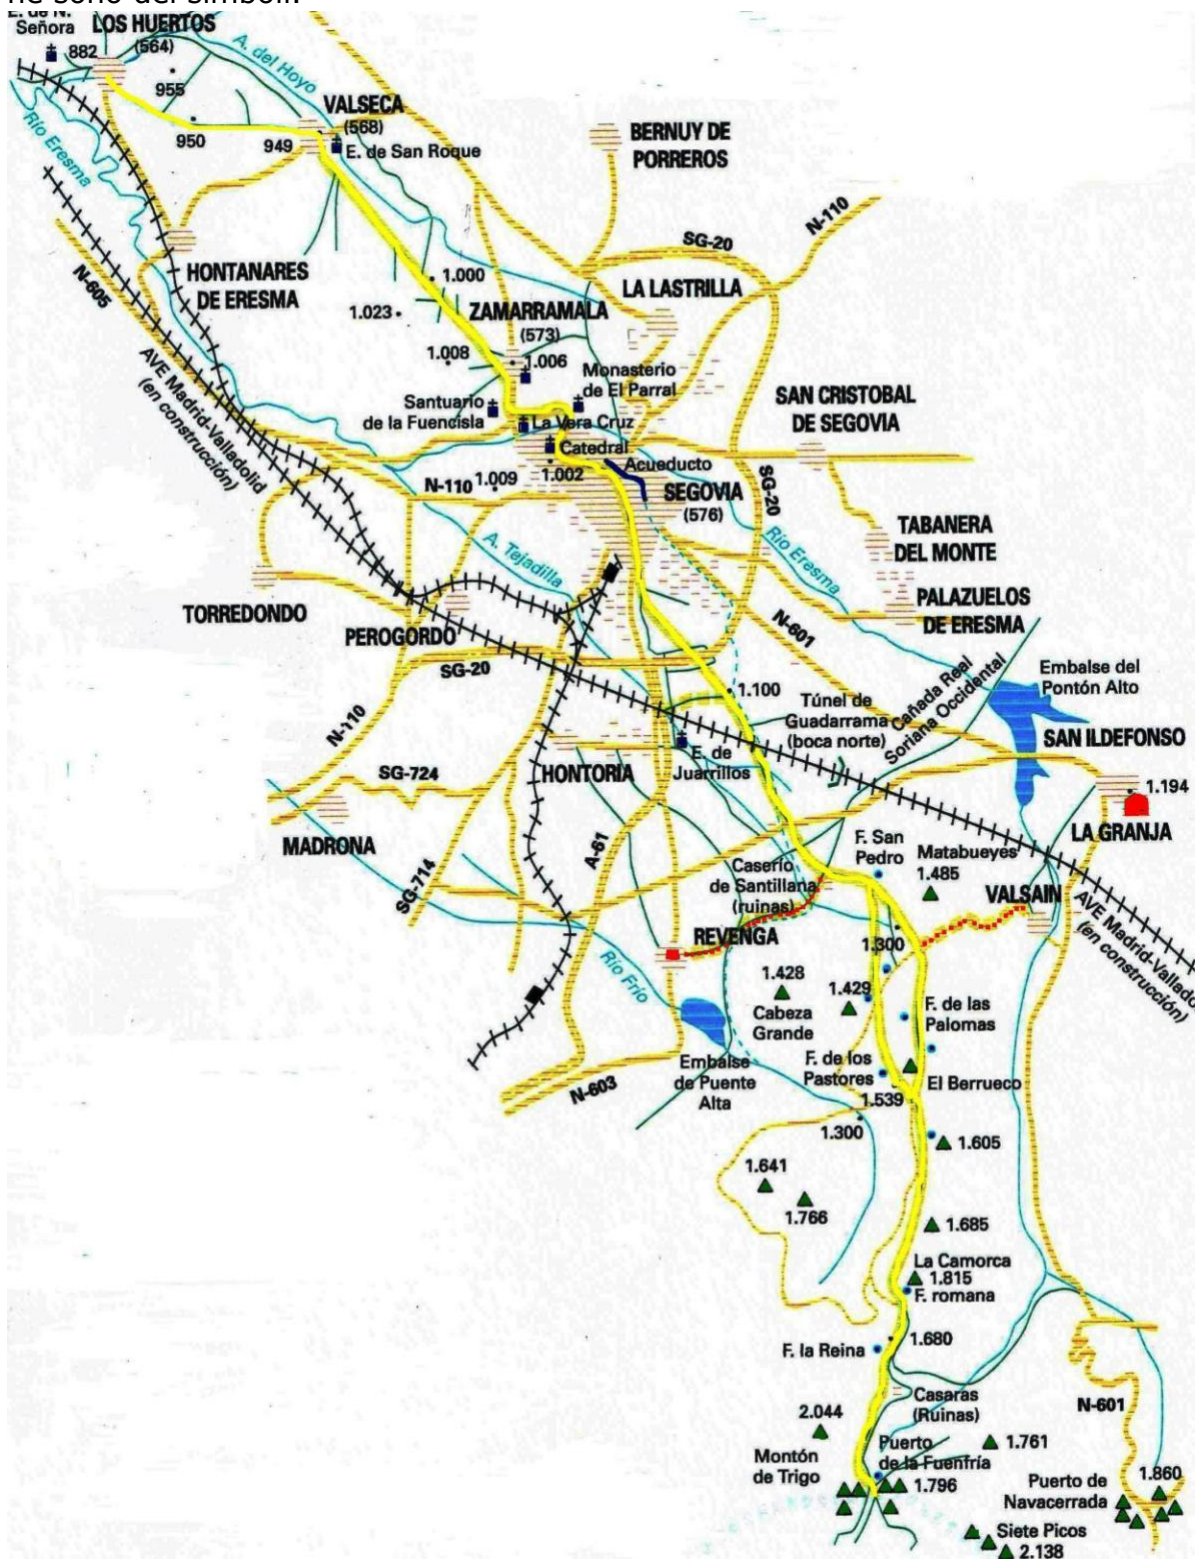 ne sono dei simboli.
E. de N.
Señora
LOS HUERTOS
(564)
882
955
950
A. del Hoyo
VALSECA
(568)
949
E. de San Roque
BERNUY DE
PORREROS
Río Eresma
N-605
HONTANARES
DE ERESMA
SG-20
N-110
LA LASTRILLA
1.000
1.023
ZAMARRAMALA
(573)
1.008
1.006
Monasterio
de El Parral
Santuario
de la Fuencisla
La Vera Cruz
Catedral
Acueducto
1.002
1.009
N-110
SEGOVIA
(576)
SAN CRISTOBAL
DE SEGOVIA
SG-20
TABANERA
DEL MONTE
AVE Madrid-Valladolid
(en construcción)
A. Tejadilla
Río Eresma
PALAZUELOS
DE ERESMA
N-601
TORREDONDO
PEROGORDO
SG-20
N-110
1.100
Túnel de
Guadarrama
(boca norte)
Cañada Real
Soriana Occidental
Embalse del
Pontón Alto
SAN ILDEFONSO
1.194
LA GRANJA
E. de
Juarrillos
HONTORIA
SG-724
MADRONA
SG-714
A-61
F. San
Pedro
Matabueyes
1.485
VALSAIN
Caserio
de Santillana
(ruinas)
REVENGA
1.300
AVE Madrid-Vallado
(en construcción)
Río Frío
1.428
Cabeza
Grande
1.429
F. de las
Palomas
F. de los
Pastores
El Berrueco
1.539
Embalse
de Puente
Alta
N-603
1.300
1.605
1.641
1.766
1.685
La Camorca
1.815
F. romana
1.680
F. la Reina
Casaras
(Ruinas)
N-601
2.044
Montón
de Trigo
Puerto
de la Fuenfría
1.796
1.761
1.860
Puerto de
Navacerrada
Siete Picos
2.138